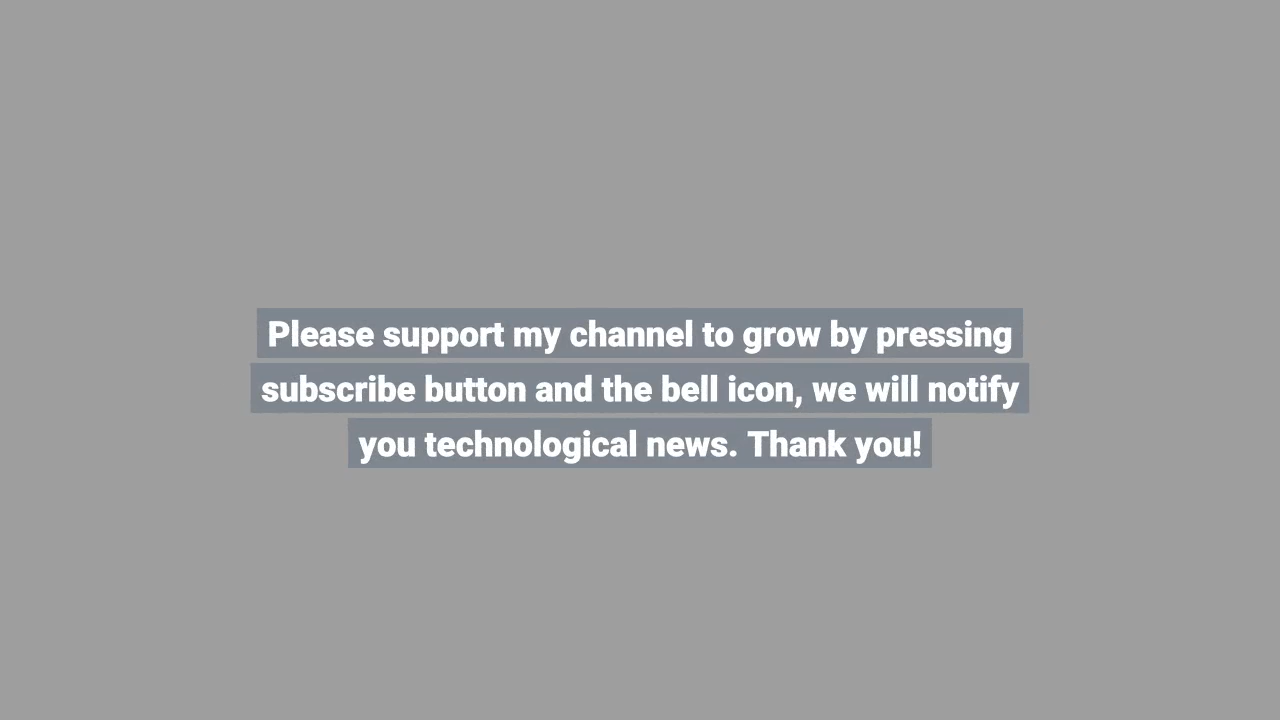 Please support my channel to grow by pressing
subscribe button and the bell icon, we will notify
you technological news. Thank you!